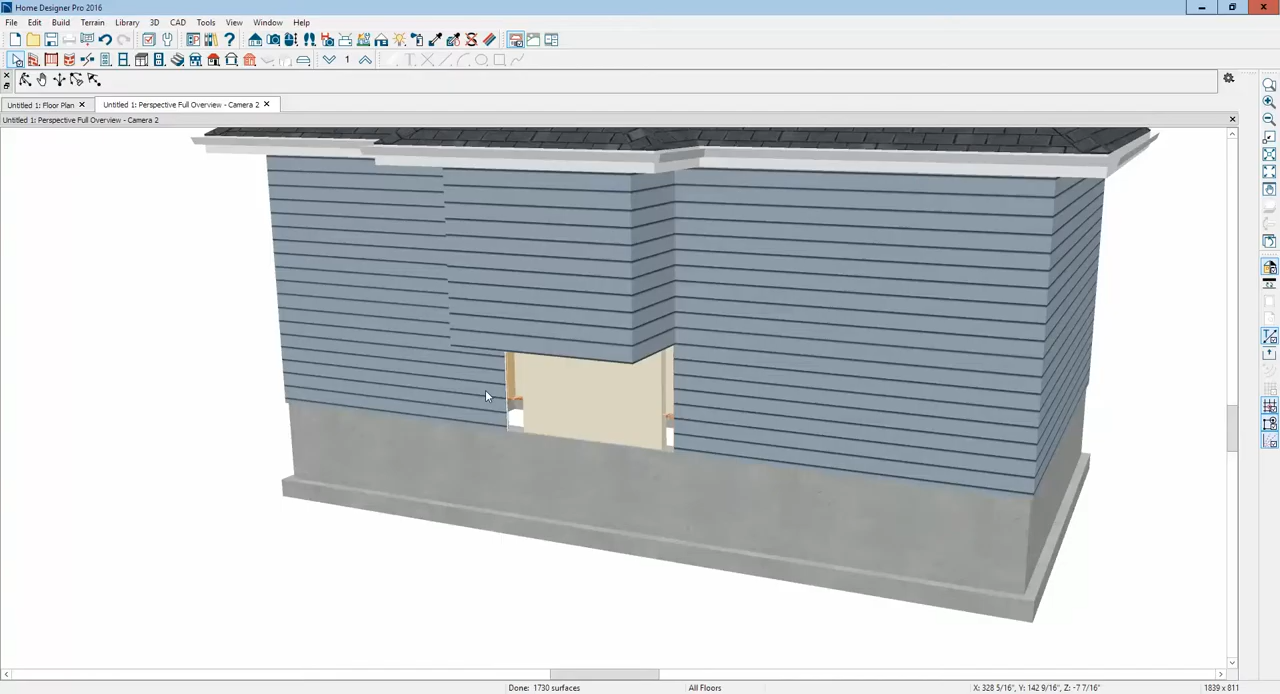 Home Designer Pro 2016
File Edit Build Terrain Library 3D CAD Tools View Window Help
1
Untitled 1: Floor Plan Untitled 1: Perspective Full Overview - Camera 2
Untitled 1: Perspective Full Overview - Camera 2
Done: 1730 surfaces All Floors X: 328 5/16", Y: 142 9/16", Z: -7 7/16" 1839 x 811